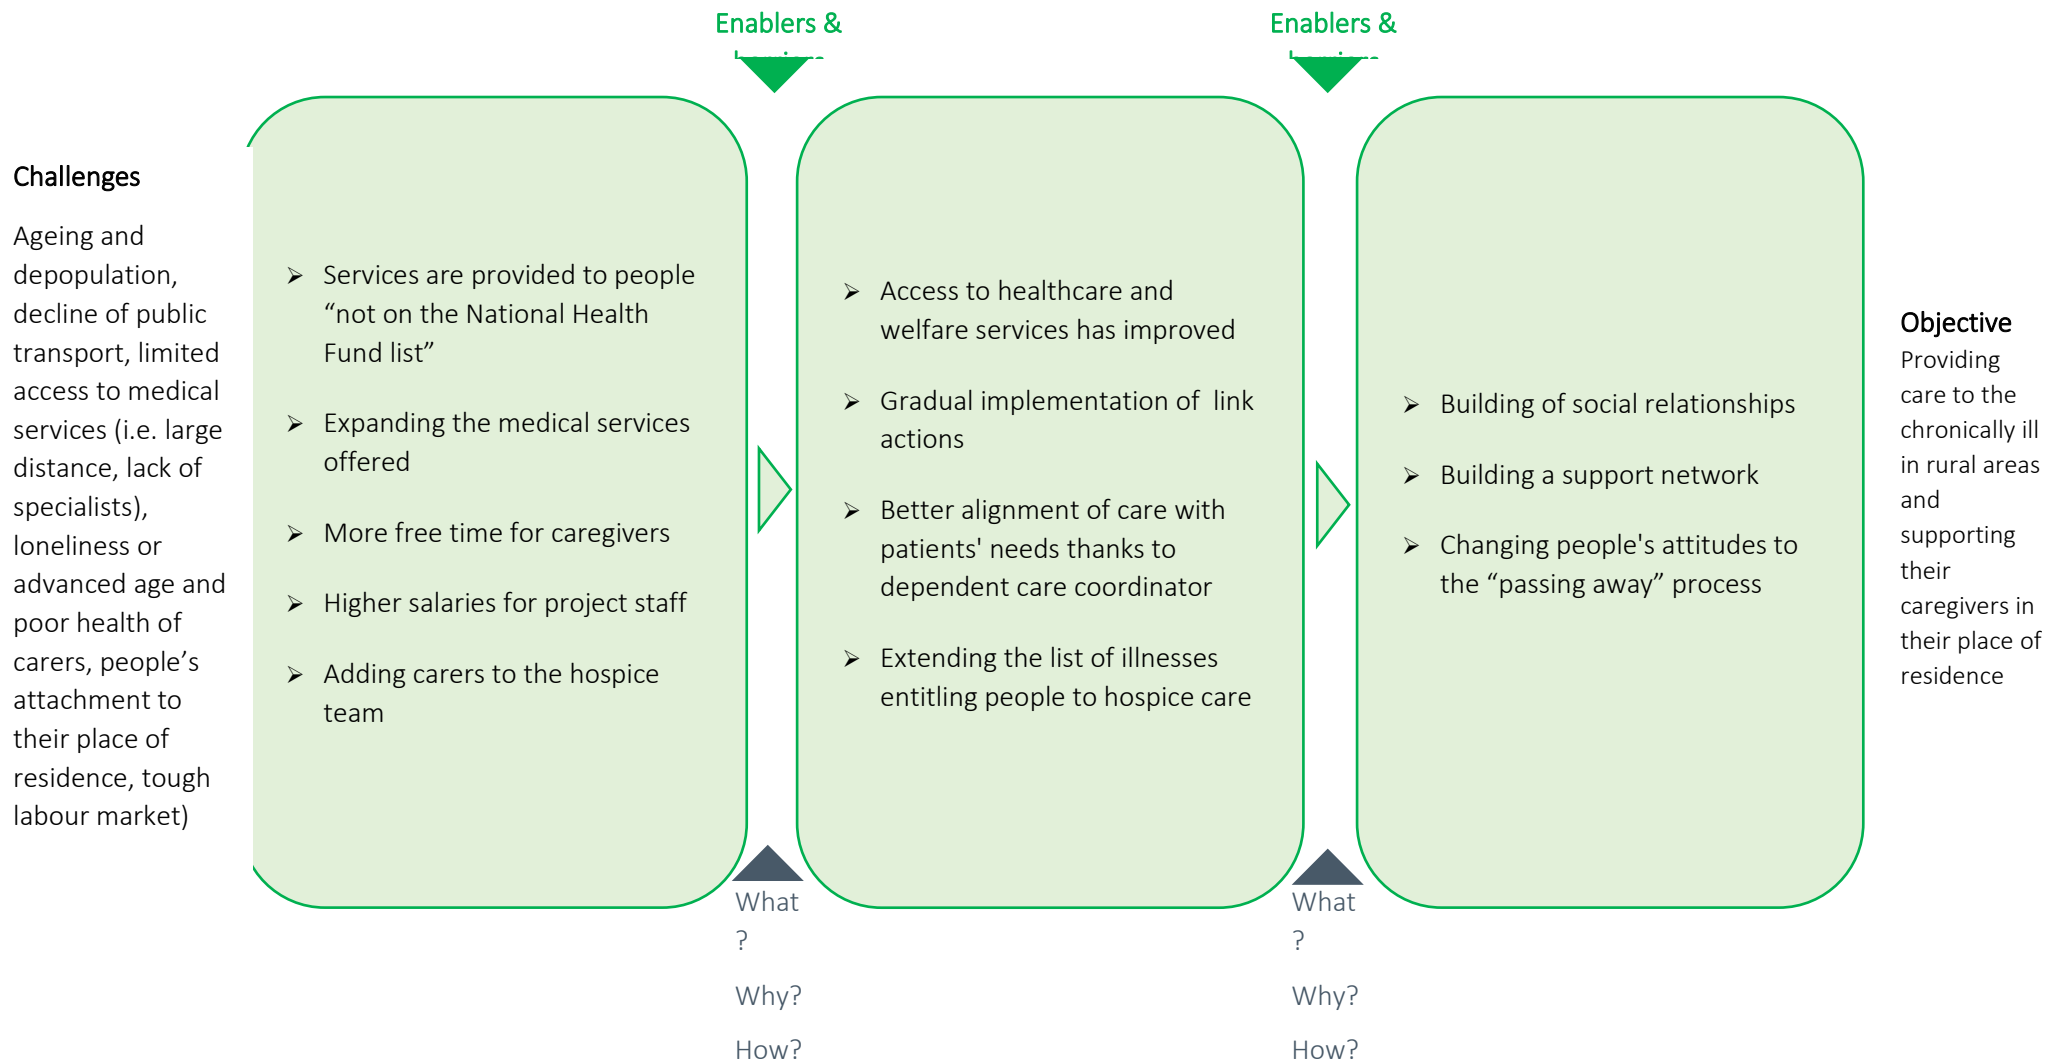 Enablers &
Enablers &
Challenges
Ageing and
depopulation,
decline of public
transport, limited
access to medical
services (i.e. large
distance, lack of
specialists),
loneliness or
advanced age and
poor health of
carers, people’s
attachment to
their place of
residence, tough
labour market)
➢ Services are provided to people
“not on the National Health
Fund list”
➢ Expanding the medical services
offered
➢ More free time for caregivers
➢ Higher salaries for project staff
➢ Adding carers to the hospice
team
➢ Access to healthcare and
welfare services has improved
➢ Gradual implementation of link
actions
➢ Better alignment of care with
patients' needs thanks to
dependent care coordinator
➢ Extending the list of illnesses
entitling people to hospice care
➢ Building of social relationships
➢ Building a support network
➢ Changing people's attitudes to
the “passing away” process
Objective
Providing
care to the
chronically ill
in rural areas
and
supporting
their
caregivers in
their place of
residence
What
?
Why?
How?
What
?
Why?
How?